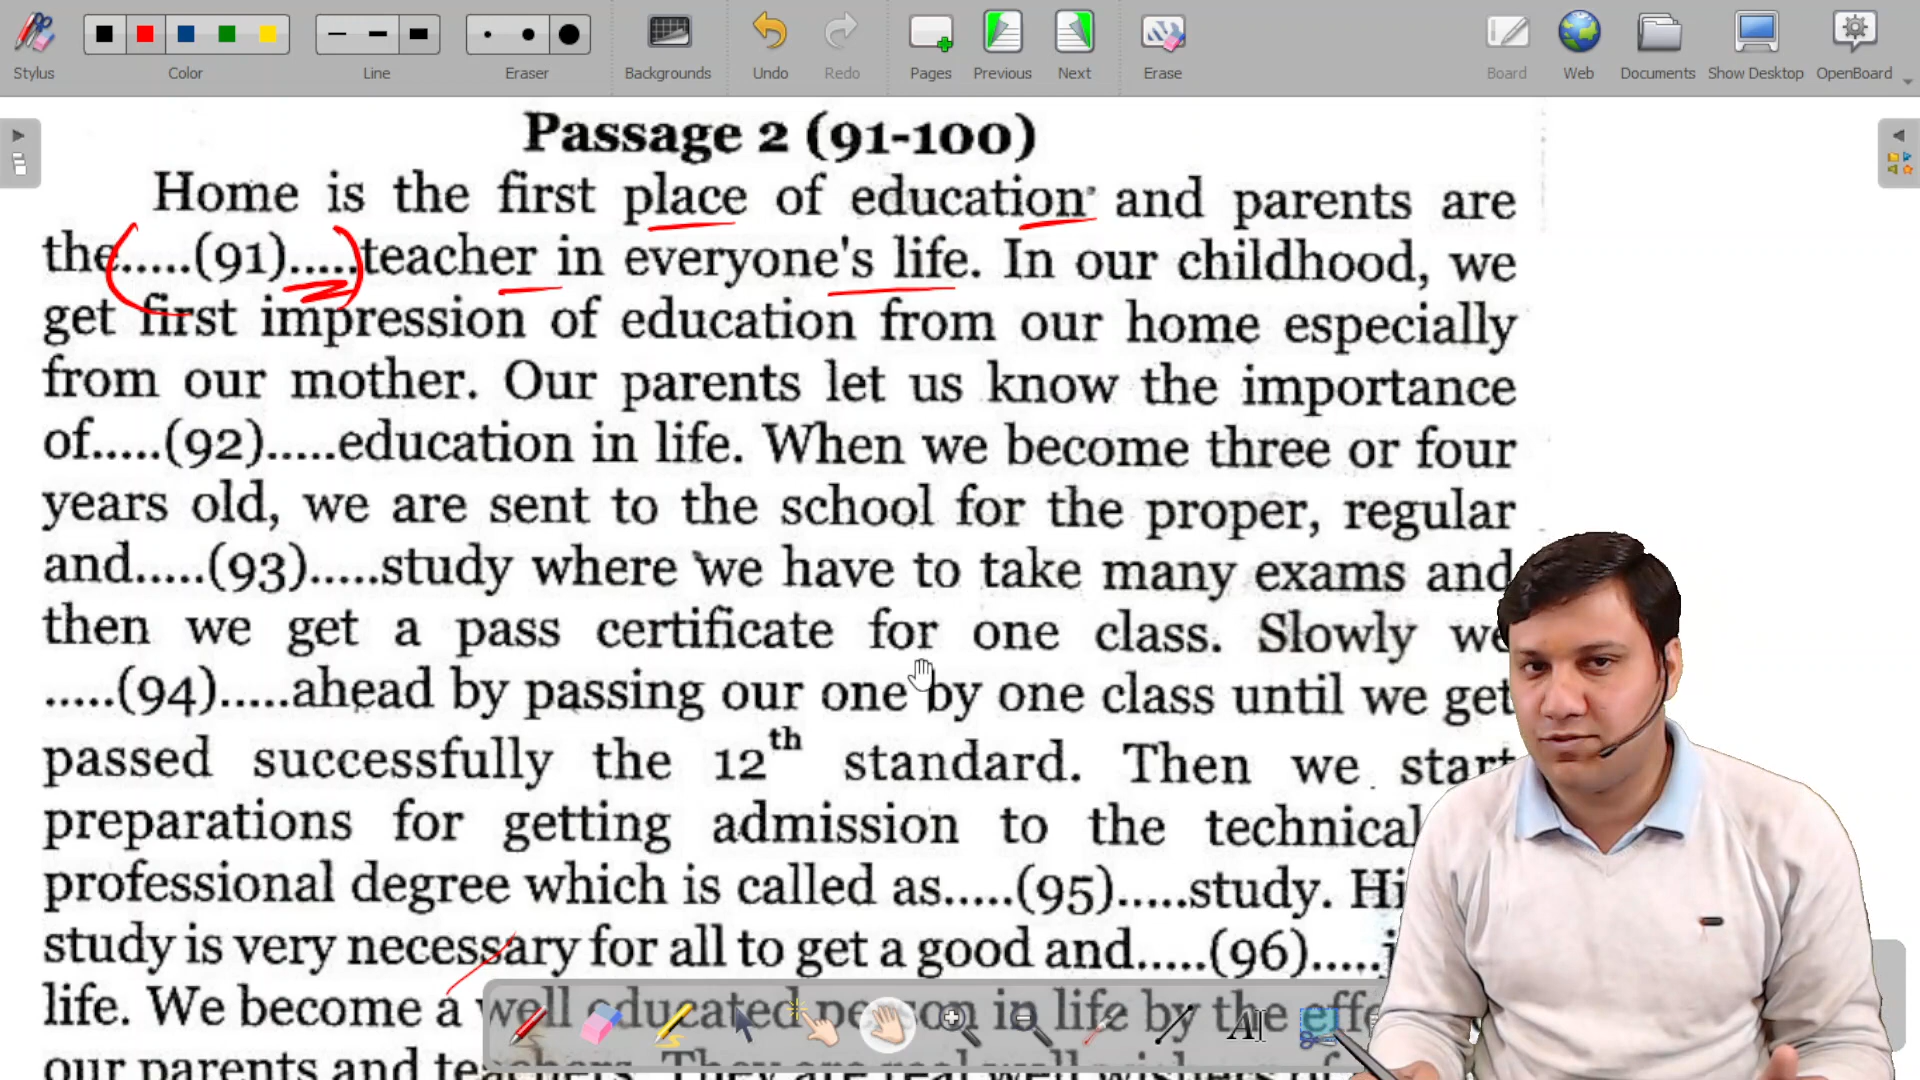 Stylus
Color
Line
Eraser
Backgrounds
Undo
Redo
Pages
Previous
Next
Erase
Board
Web
Documents
Show Desktop
OpenBoard
Passage 2 (91-100)
Home is the first place of education and parents are
the.....(91).....teacher in everyone's life. In our childhood, we
get first impression of education from our home especially
from our mother. Our parents let us know the importance
of.....(92).....education in life. When we become three or four
years old, we are sent to the school for the proper, regular
and.....(93).....study where we have to take many exams and
then we get a pass certificate for one class. Slowly we
.....(94).....ahead by passing our one by one class until we get
passed successfully the 12th standard. Then we start
preparations for getting admission to the technical
professional degree which is called as.....(95).....study.
study is very necessary for all to get a good and.....(96).....
life. We become a well educated person in life by the
our parents and
AI